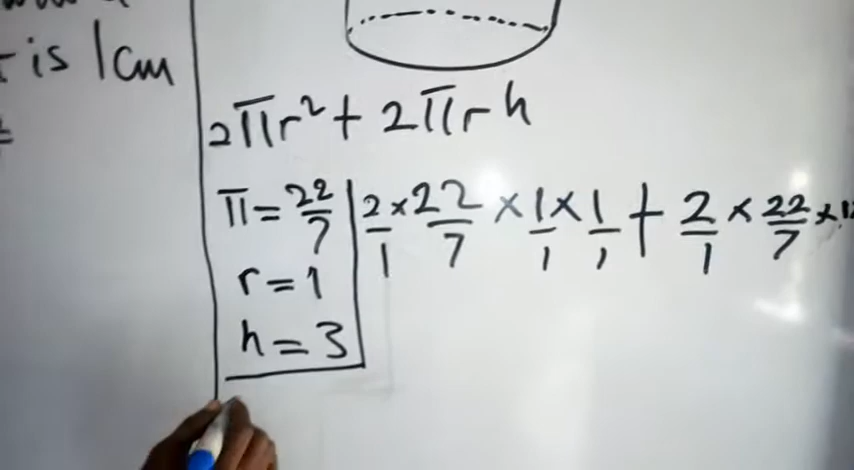 is 1cm
2πr² + 2πrh
π = 22/7
2/1 × 22/7 × 1/1 × 1/1 + 2/1 × 22/7 ×
r = 1
h = 3